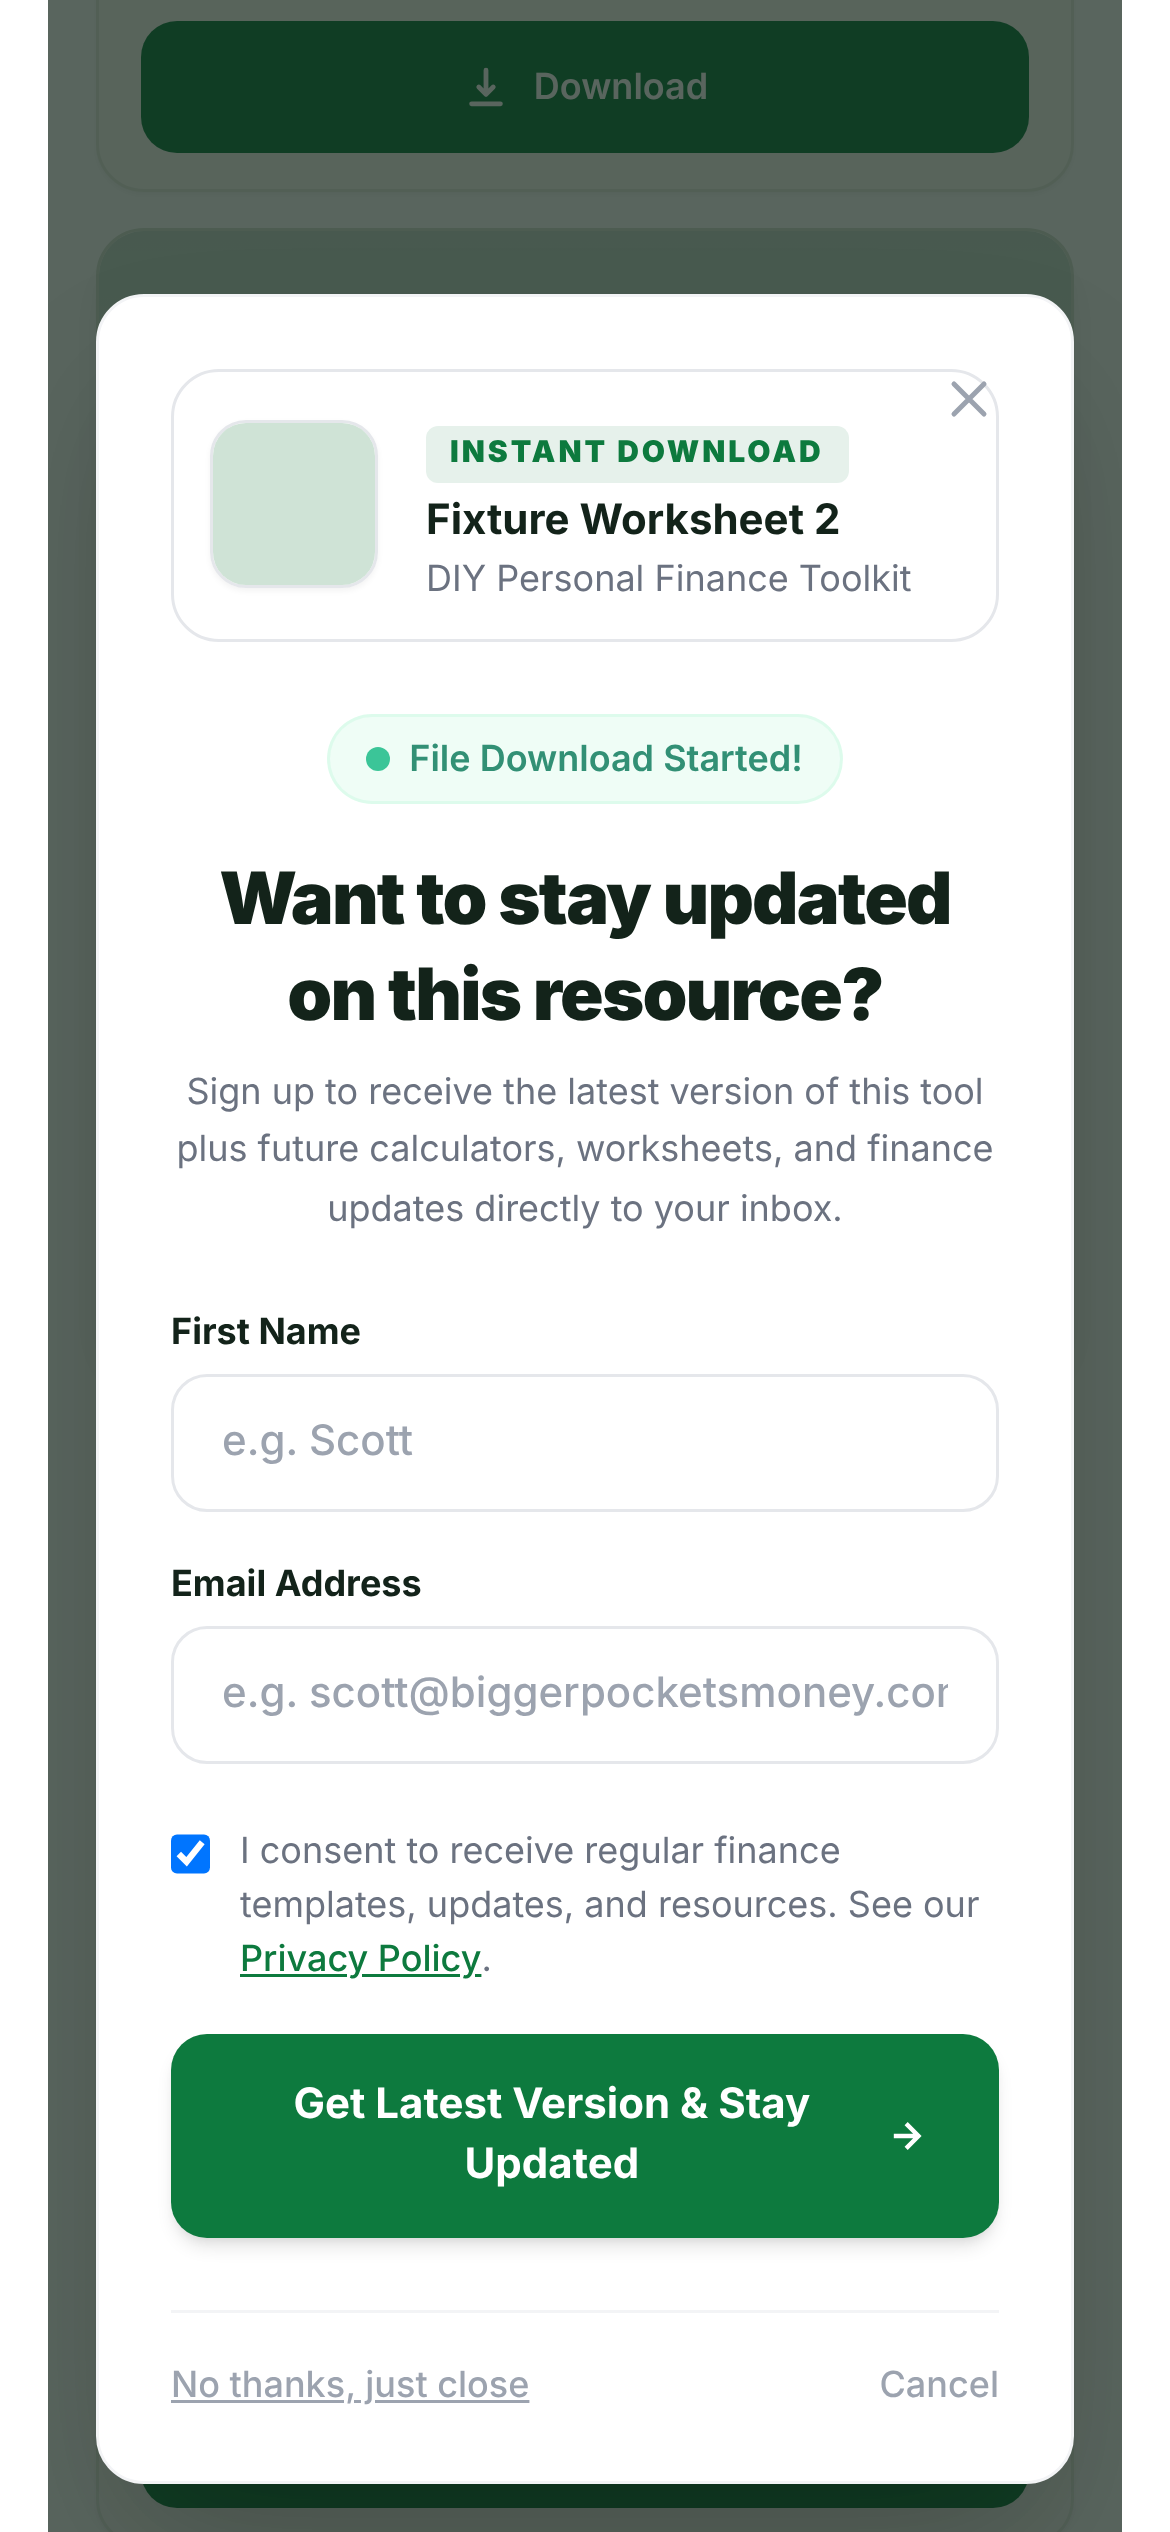 Download
INSTANT DOWNLOAD
Fixture Worksheet 2
DIY Personal Finance Toolkit
File Download Started!
Want to stay updated
on this resource?
Sign up to receive the latest version of this tool
plus future calculators, worksheets, and finance
updates directly to your inbox.
First Name
e.g. Scott
Email Address
e.g. scott@biggerpocketsmoney.cor
I consent to receive regular finance
templates, updates, and resources. See our
Privacy Policy.
Get Latest Version & Stay
Updated
No thanks, just close
Cancel